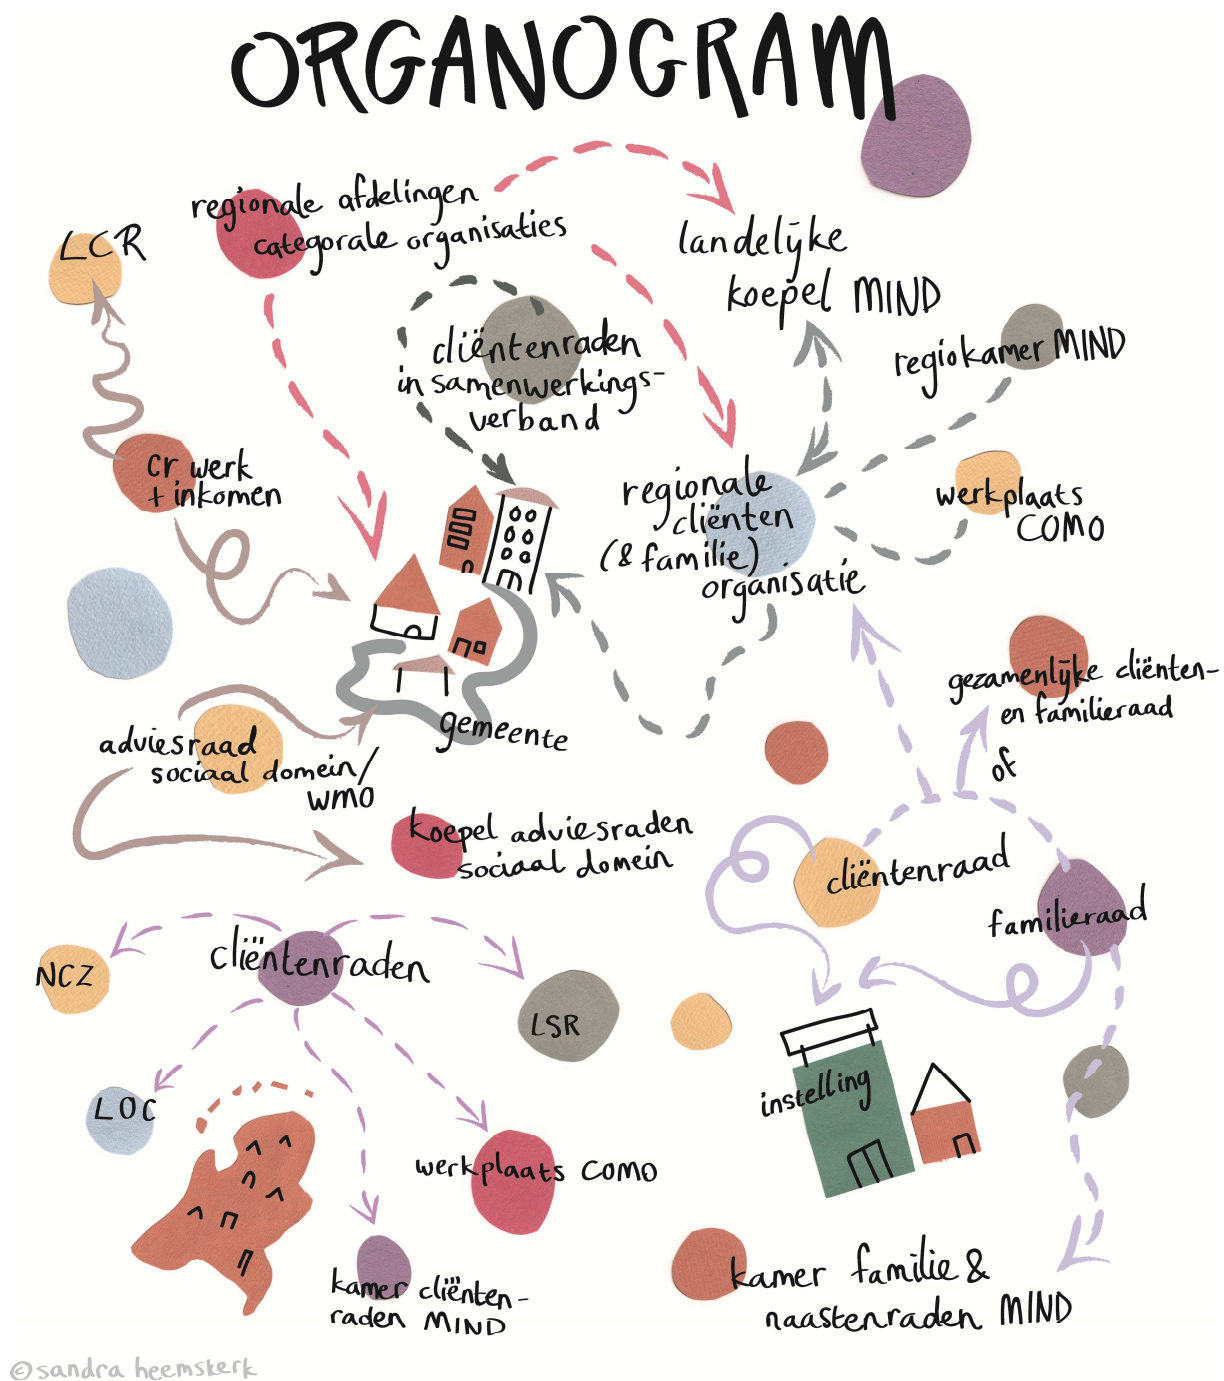 ORGANOGRAM
regionale afdelingen
categorale organisaties
LCR
landelijke
koepel MIND
cliëntenraden
in samenwerkings-
verband
regiokamer MIND
cr werk
+ inkomen
regionale
cliënten
(& familie)
organisatie
werkplaats
COMO
gezamenlijke cliënten-
en familieraad
of
gemeente
adviesraad
sociaal domein/
WMO
koepel adviesraden
sociaal domein
cliëntenraad
familieraad
cliëntenraden
NCZ
LSR
LOC
instelling
werkplaats COMO
kamer cliënten-
raden MIND
kamer familie &
naastenraden MIND
© sandra heemskerk